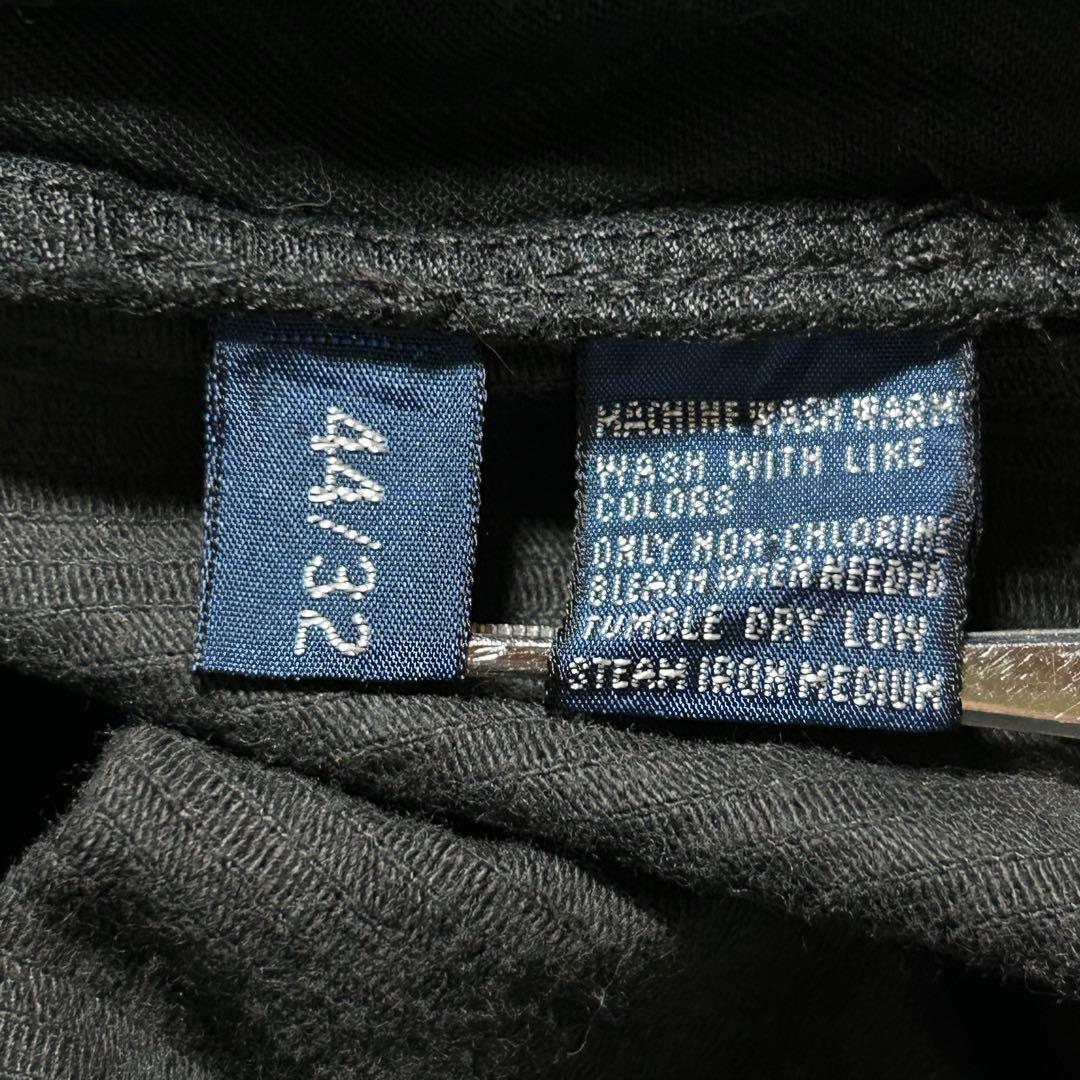 44/32
MACHINE WASH WARM
WASH WITH LIKE
COLORS
ONLY NON-CHLORINE
BLEACH WHEN NEEDED
TUMBLE DRY LOW
STEAM IRON MEDIUM